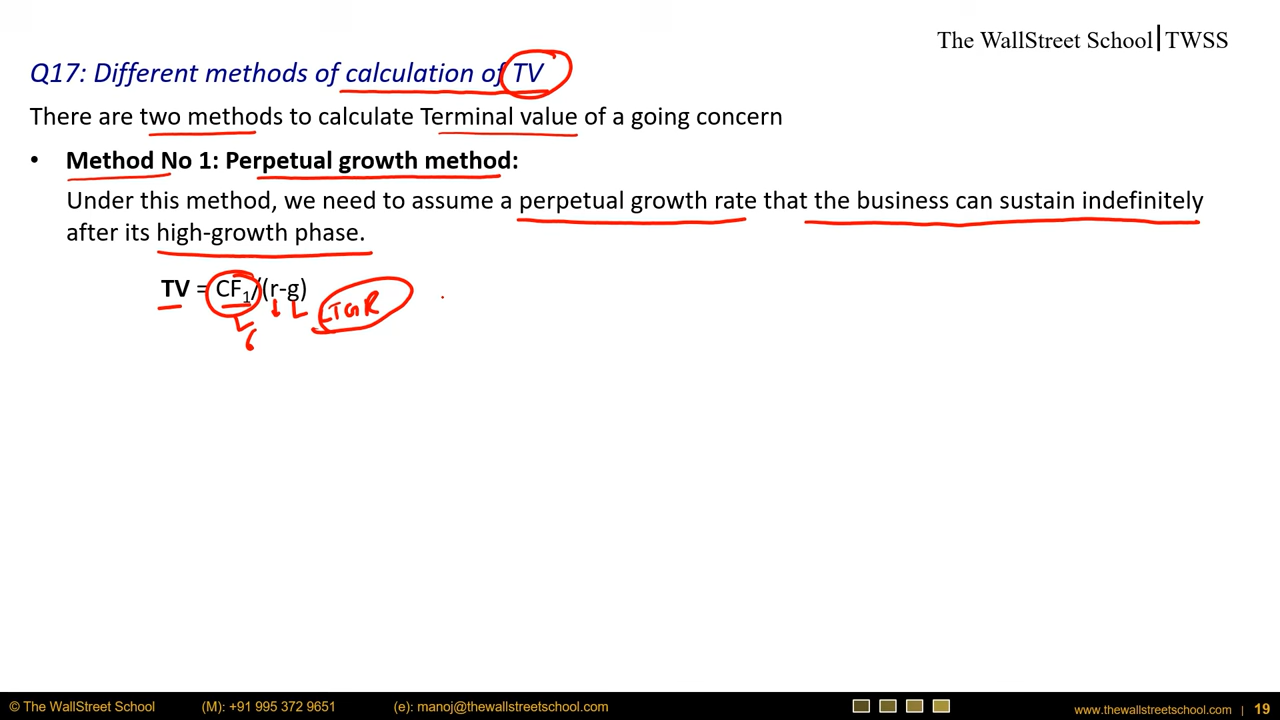 The WallStreet School|TWSS
Q17: Different methods of calculation of TV
There are two methods to calculate Terminal value of a going concern
• Method No 1: Perpetual growth method:
Under this method, we need to assume a perpetual growth rate that the business can sustain indefinitely
after its high-growth phase.
TV = CF₁/(r-g)
LTGR
6
© The WallStreet School (M): +91 995 372 9651 (e): manoj@thewallstreetschool.com www.thewallstreetschool.com | 19